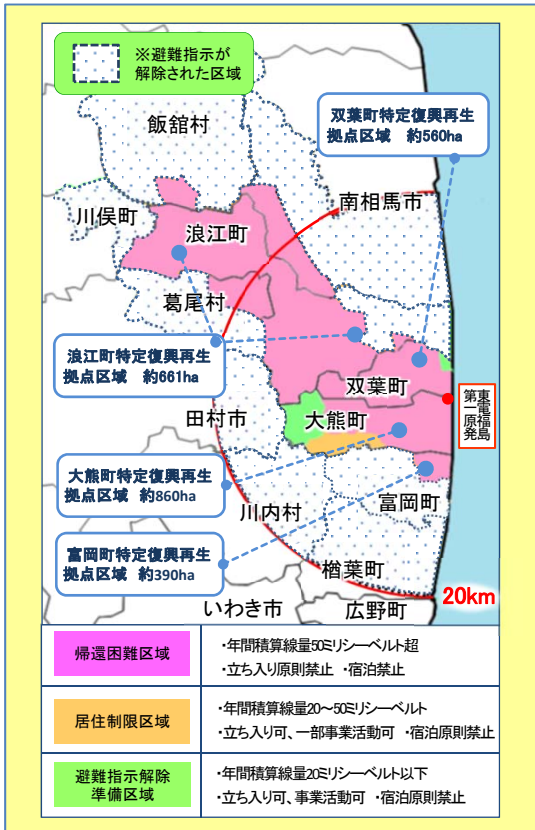 ※避難指示が
解除された区域
双葉町特定復興再生
拠点区域　約560ha
飯舘村
川俣町
南相馬市
浪江町
葛尾村
浪江町特定復興再生
拠点区域　約661ha
双葉町
東電福島
第一原発
田村市
大熊町
大熊町特定復興再生
拠点区域　約860ha
川内村
富岡町
富岡町特定復興再生
拠点区域　約390ha
楢葉町
20km
いわき市
広野町
帰還困難区域
・年間積算線量50ミリシーベルト超
・立ち入り原則禁止　・宿泊禁止
居住制限区域
・年間積算線量20～50ミリシーベルト
・立ち入り可、一部事業活動可　・宿泊原則禁止
避難指示解除
準備区域
・年間積算線量20ミリシーベルト以下
・立ち入り可、事業活動可　・宿泊原則禁止